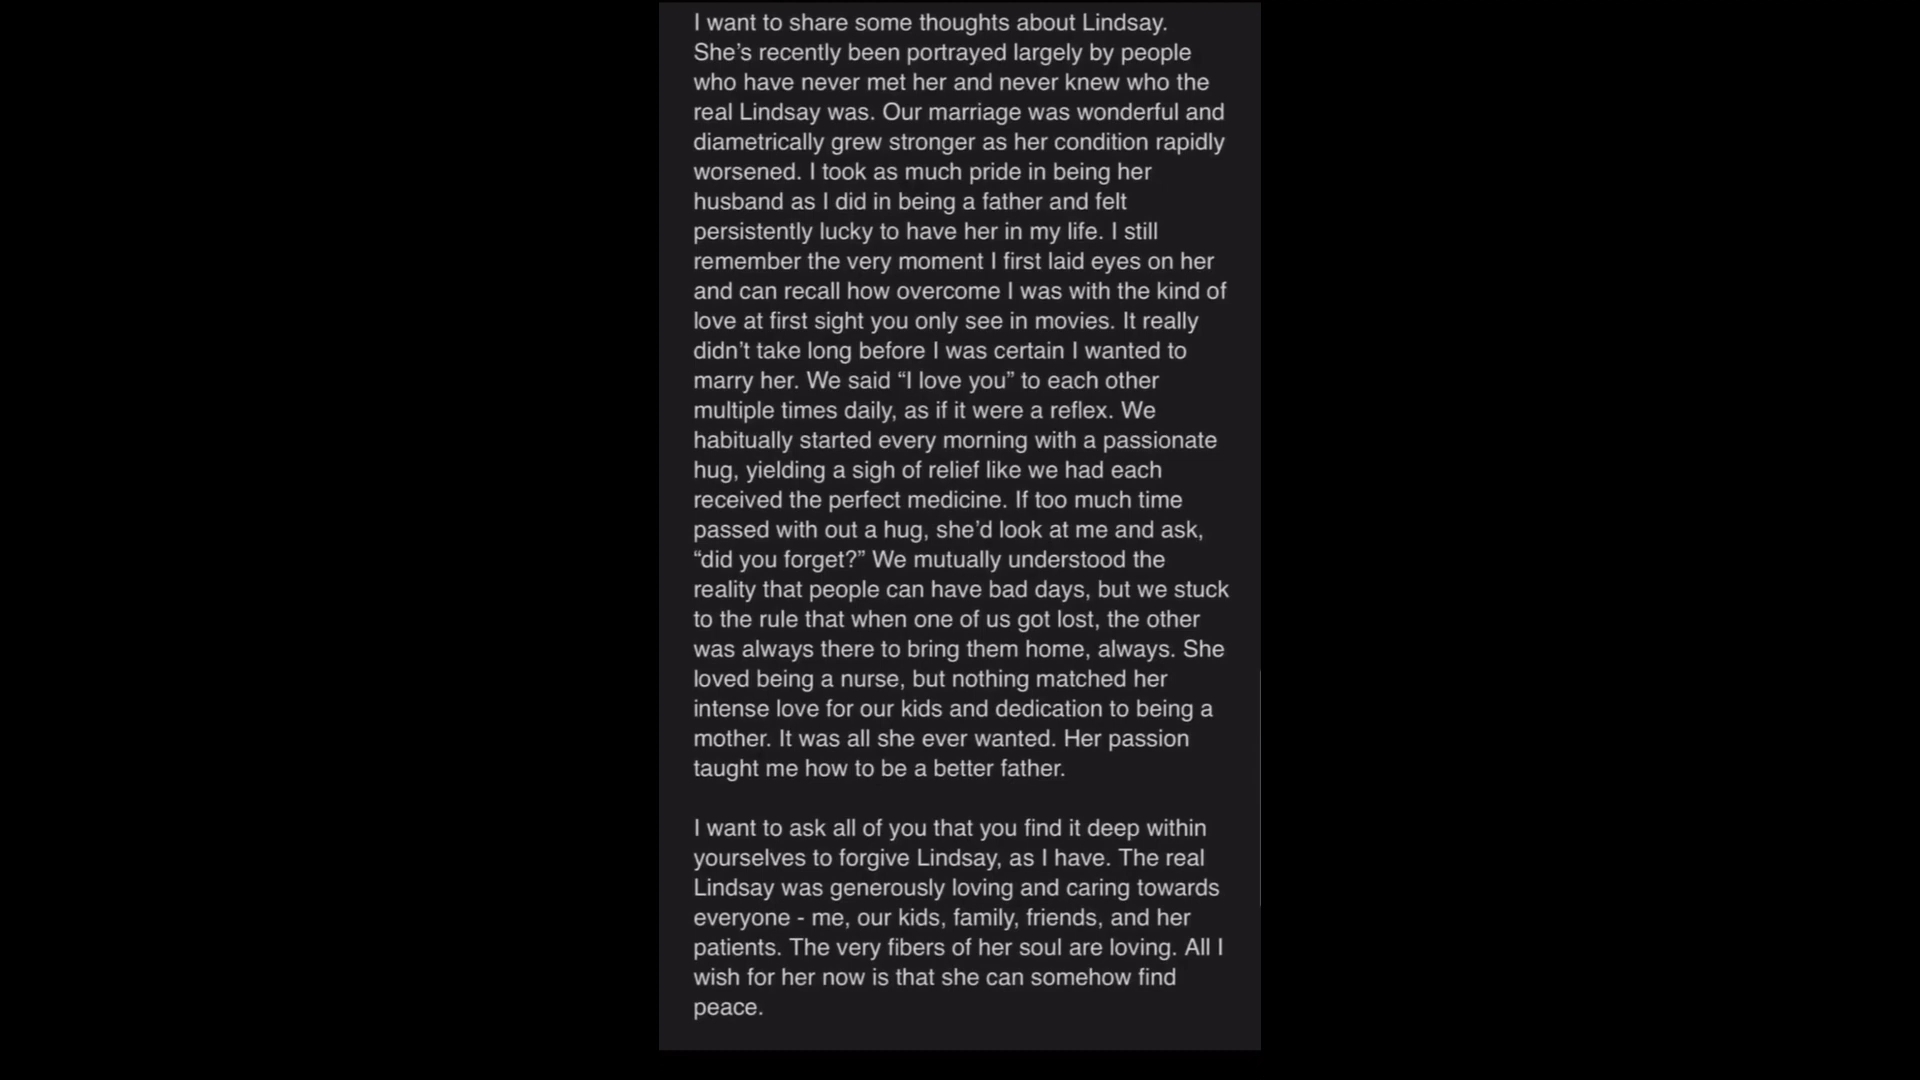 I want to share some thoughts about Lindsay.
She’s recently been portrayed largely by people
who have never met her and never knew who the
real Lindsay was. Our marriage was wonderful and
diametrically grew stronger as her condition rapidly
worsened. I took as much pride in being her
husband as I did in being a father and felt
persistently lucky to have her in my life. I still
remember the very moment I first laid eyes on her
and can recall how overcome I was with the kind of
love at first sight you only see in movies. It really
didn’t take long before I was certain I wanted to
marry her. We said “I love you” to each other
multiple times daily, as if it were a reflex. We
habitually started every morning with a passionate
hug, yielding a sigh of relief like we had each
received the perfect medicine. If too much time
passed with out a hug, she’d look at me and ask,
“did you forget?” We mutually understood the
reality that people can have bad days, but we stuck
to the rule that when one of us got lost, the other
was always there to bring them home, always. She
loved being a nurse, but nothing matched her
intense love for our kids and dedication to being a
mother. It was all she ever wanted. Her passion
taught me how to be a better father.
I want to ask all of you that you find it deep within
yourselves to forgive Lindsay, as I have. The real
Lindsay was generously loving and caring towards
everyone - me, our kids, family, friends, and her
patients. The very fibers of her soul are loving. All I
wish for her now is that she can somehow find
peace.